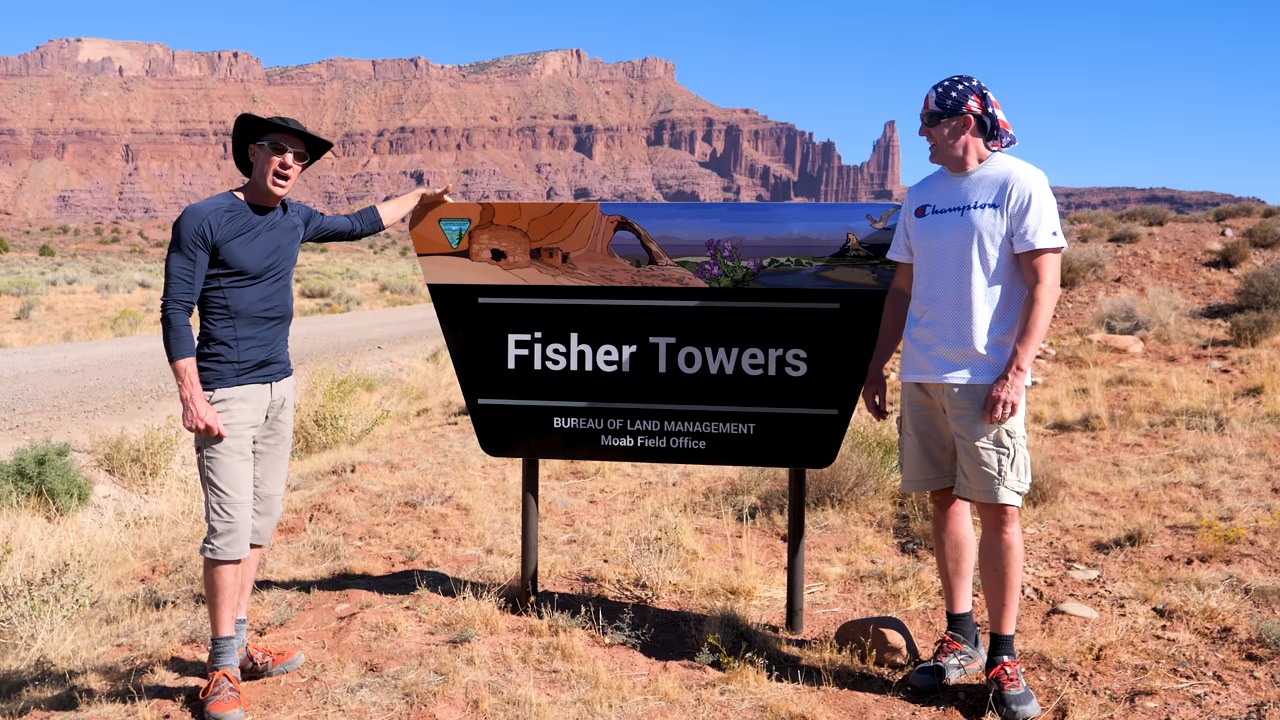 Fisher Towers
BUREAU OF LAND MANAGEMENT
Moab Field Office
Champion